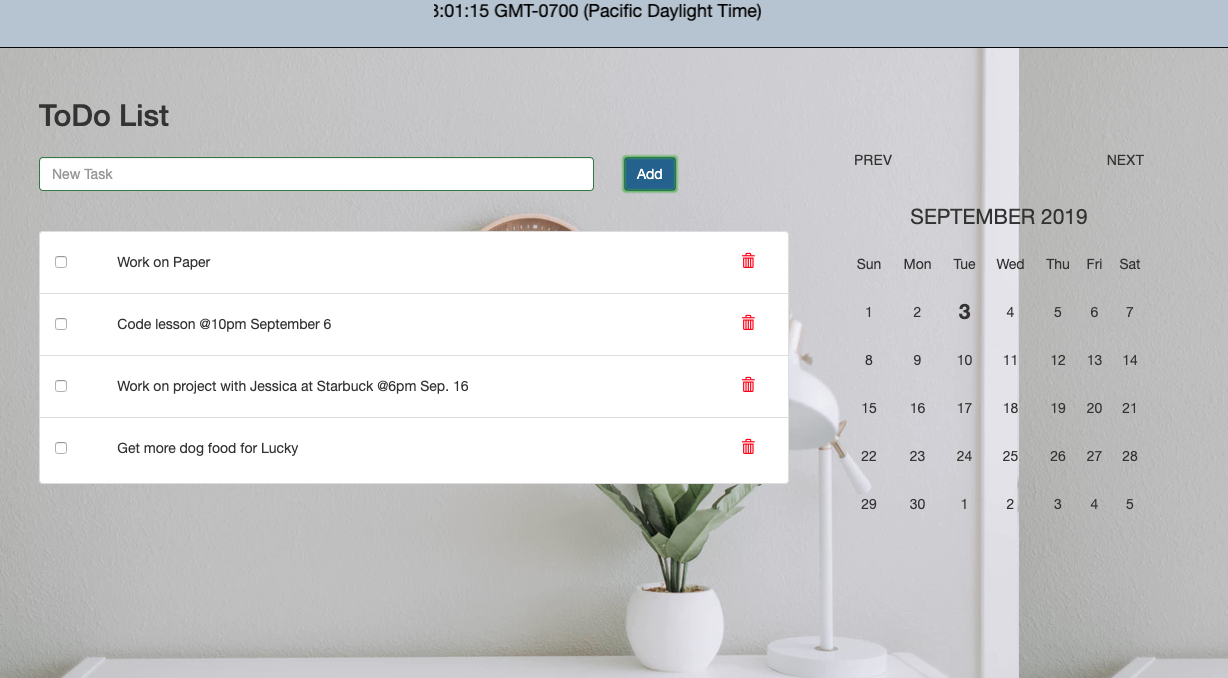 :01:15 GMT-0700 (Pacific Daylight Time)
ToDo List
New Task
Add
Work on Paper
Code lesson @10pm September 6
Work on project with Jessica at Starbuck @6pm Sep. 16
Get more dog food for Lucky
PREV NEXT
SEPTEMBER 2019
Sun Mon Tue Wed Thu Fri Sat
1 2 3 4 5 6 7
8 9 10 11 12 13 14
15 16 17 18 19 20 21
22 23 24 25 26 27 28
29 30 1 2 3 4 5